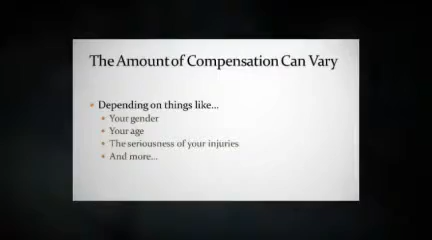 The Amount of Compensation Can Vary
Depending on things like...
Your gender
Your age
The seriousness of your injuries
And more...